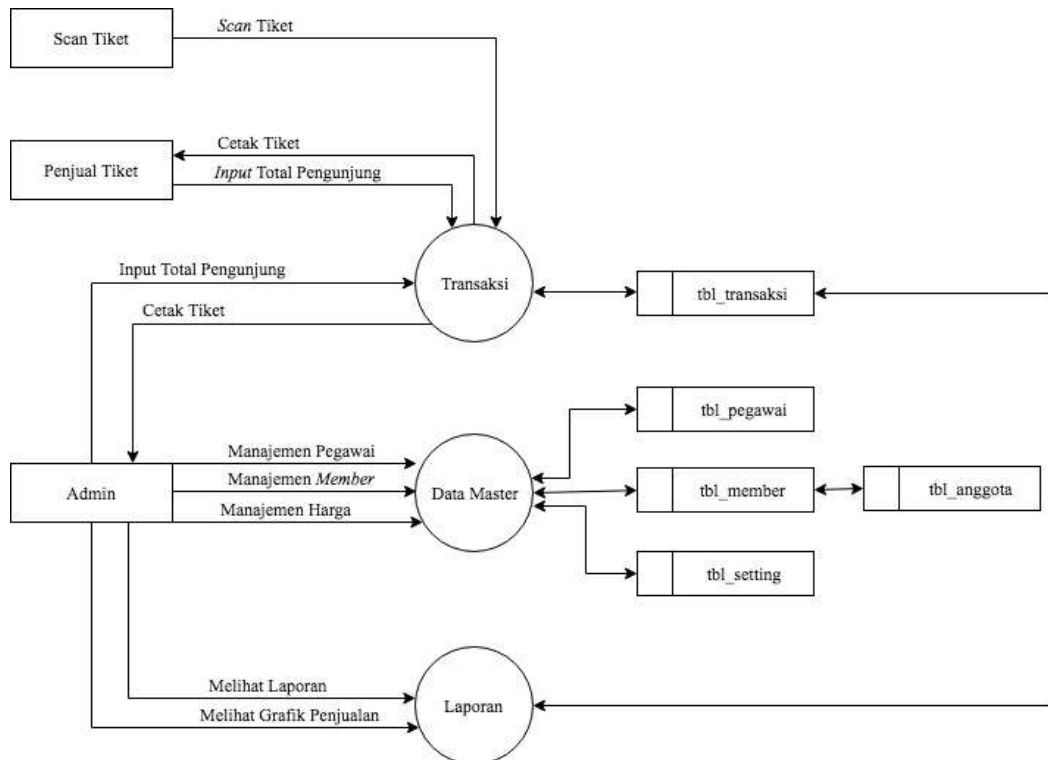 Scan Tiket
Scan Tiket
Cetak Tiket
Penjual Tiket
Input Total Pengunjung
Input Total Pengunjung
Transaksi
tbl_transaksi
Cetak Tiket
tbl_pegawai
Manajemen Pegawai
Admin
Manajemen Member
Data Master
tbl_member
tbl_anggota
Manajemen Harga
tbl_setting
Melihat Laporan
Laporan
Melihat Grafik Penjualan